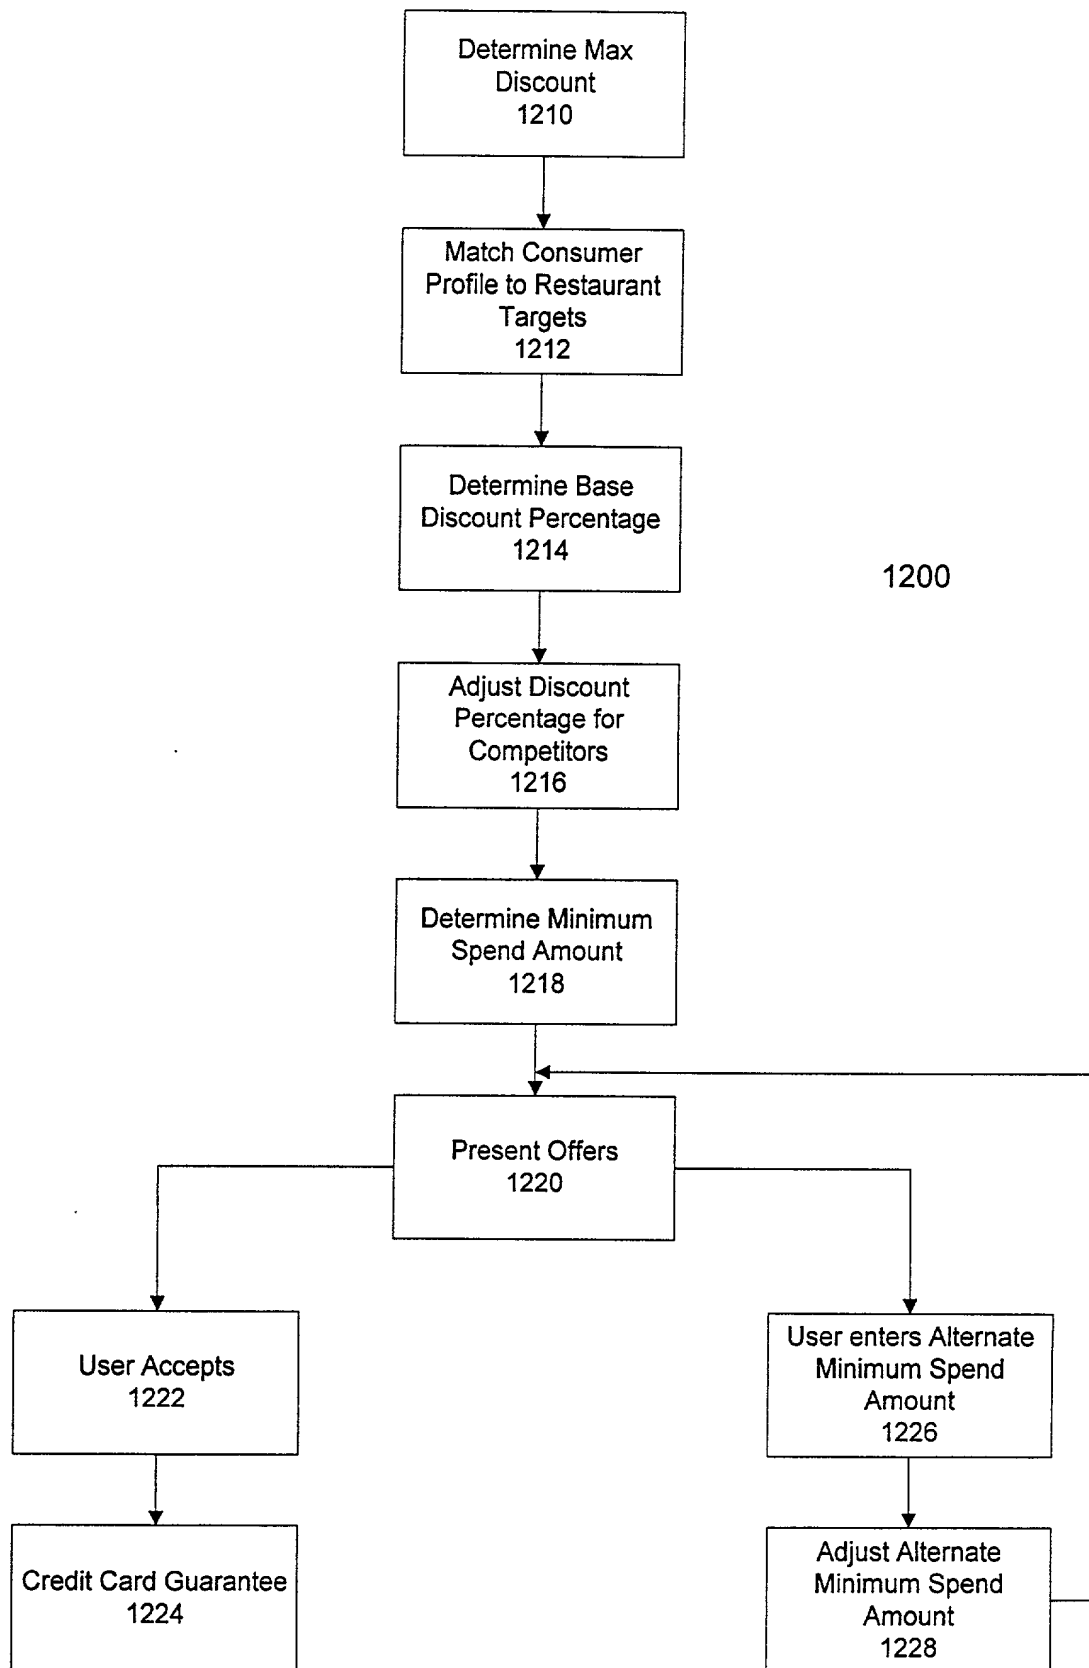 Determine Max
Discount
1210
Match Consumer
Profile to Restaurant
Targets
1212
Determine Base
Discount Percentage
1214
1200
Adjust Discount
Percentage for
Competitors
1216
Determine Minimum
Spend Amount
1218
Present Offers
1220
User Accepts
1222
User enters Alternate
Minimum Spend
Amount
1226
Credit Card Guarantee
1224
Adjust Alternate
Minimum Spend
Amount
1228